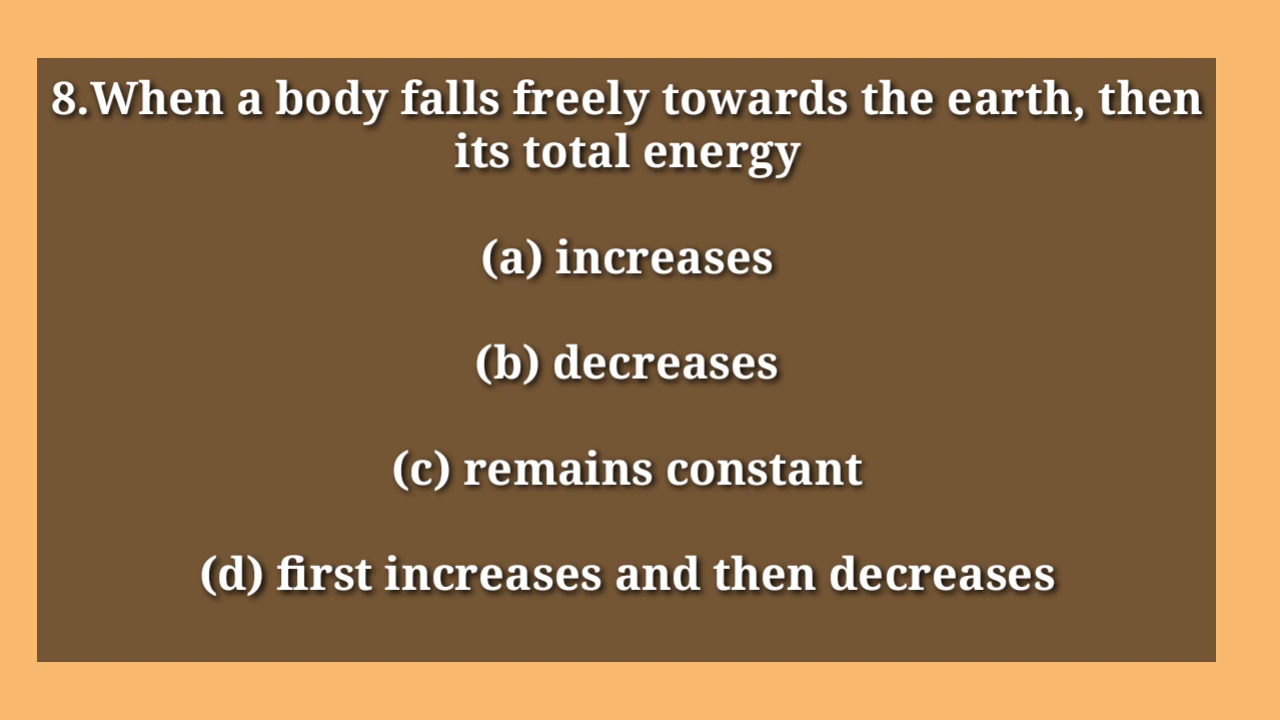 8.When a body falls freely towards the earth, then
its total energy
(a) increases
(b) decreases
(c) remains constant
(d) first increases and then decreases